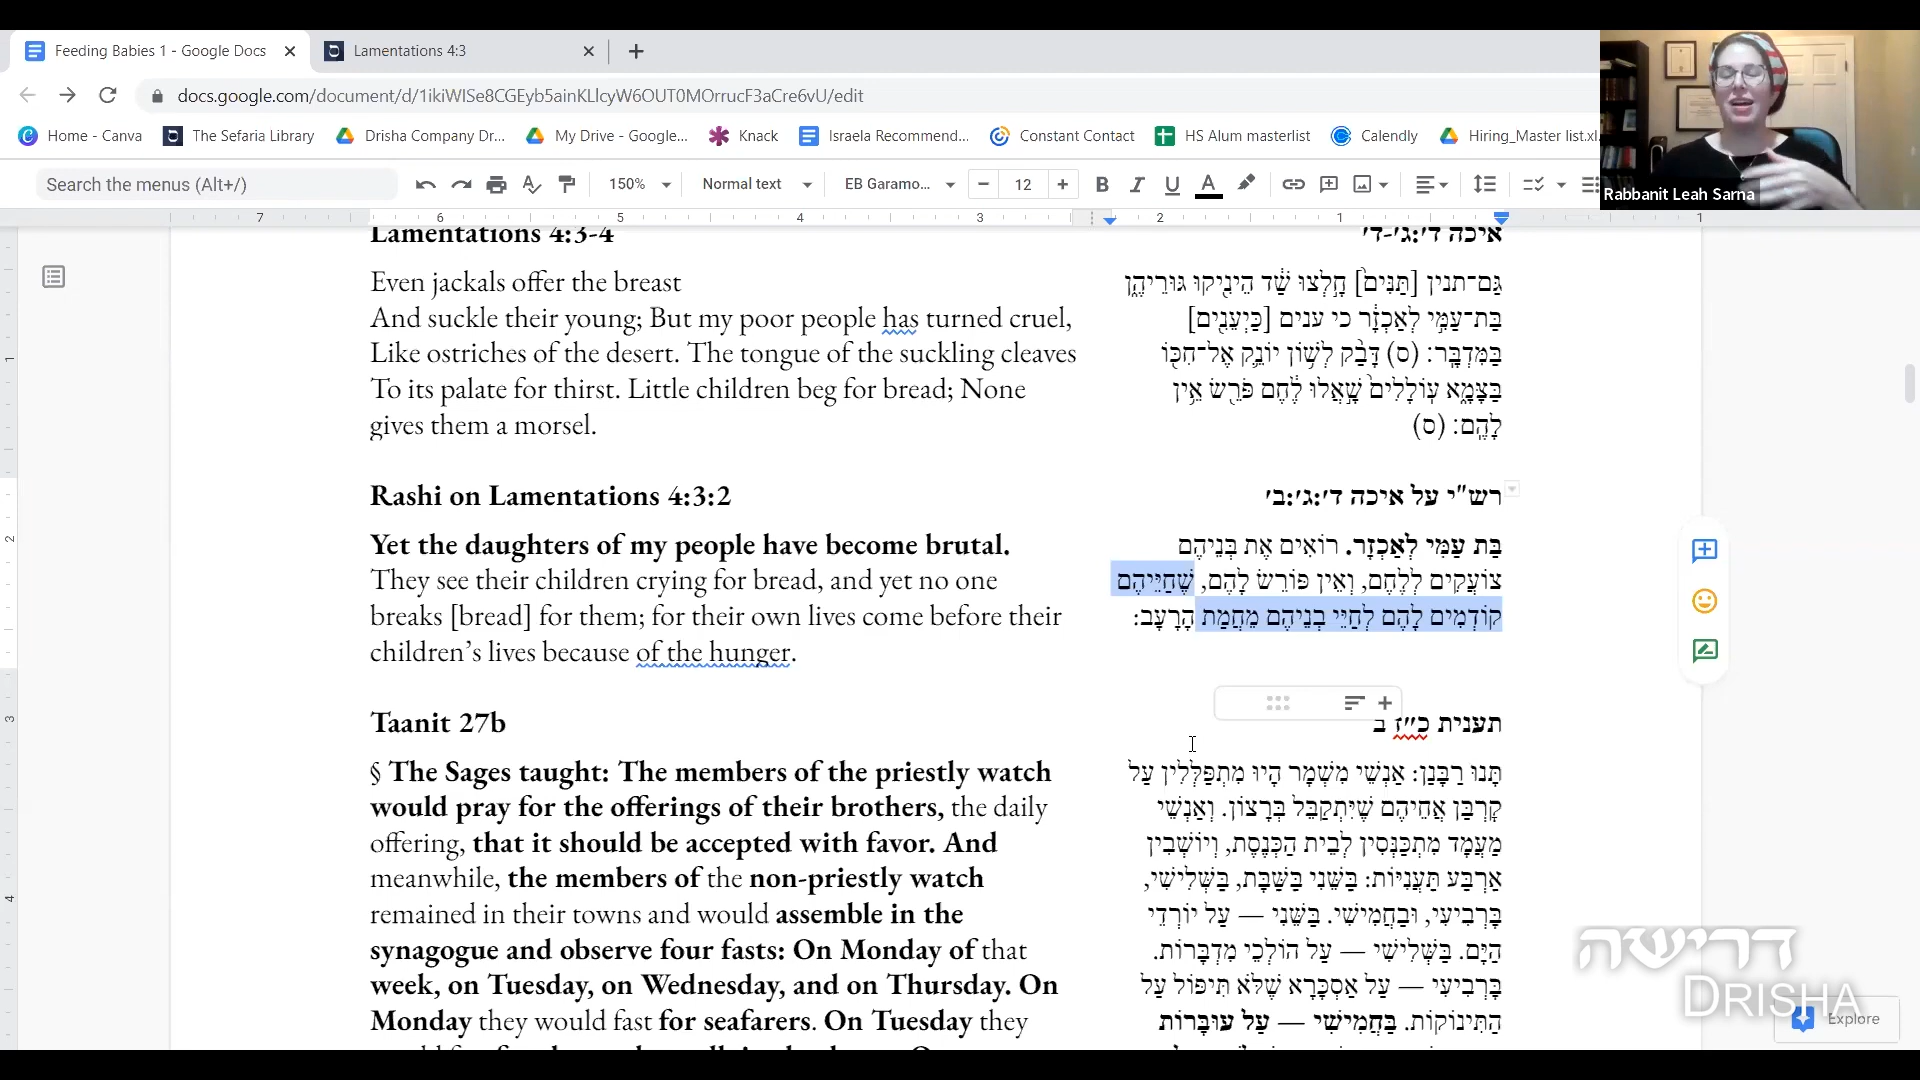 Feeding Babies 1 - Google Docs
Lamentations 4:3
docs.google.com/document/d/1ikiWlSe8CGEyb5ainKLlcyW6OUT0MOrrucF3aCre6vU/edit
Home - Canva
The Sefaria Library
Drisha Company Dr...
My Drive - Google...
Knack
Israela Recommend...
Constant Contact
HS Alum masterlist
Calendly
Hiring_Master list.xl
Search the menus (Alt+/)
150%
Normal text
EB Garamo...
12
Rabbanit Leah Sarna
7 6 5 4 3 2 1 1
Lamentations 4:3-4
Even jackals offer the breast
And suckle their young; But my poor people has turned cruel,
Like ostriches of the desert. The tongue of the suckling cleaves
To its palate for thirst. Little children beg for bread; None
gives them a morsel.
איכה ד׳:ג׳-ד׳
גַּם־תנין [תַּנִּים֙] חָ֣לְצוּ שַׁ֔ד הֵינִ֖יקוּ גּוּרֵיהֶ֑ן
בַּת־עַמִּ֣י לְאַכְזָ֔ר כי ענים [כַּיְעֵנִ֖ים]
בַּמִּדְבָּֽר׃ (ס) דָּבַ֨ק לְשׁ֥וֹן יוֹנֵ֛ק אֶל־חִכּ֖וֹ
בַּצָּמָ֑א עֽוֹלָלִים֙ שָׁ֣אֲלוּ לֶ֔חֶם פֹּרֵ֖שׂ אֵ֥ין
לָהֶֽם׃ (ס)
Rashi on Lamentations 4:3:2
Yet the daughters of my people have become brutal.
They see their children crying for bread, and yet no one
breaks [bread] for them; for their own lives come before their
children’s lives because of the hunger.
רש"י על איכה ד׳:ג׳:ב׳
בַּת עַמִּי לְאַכְזָר. רוֹאִים אֶת בְּנֵיהֶם
צוֹעֲקִים לְלֶחֶם, וְאֵין פּוֹרֵשׂ לָהֶם, שֶׁחַיֵּיהֶם
קוֹדְמִים לָהֶם לְחַיֵּי בְנֵיהֶם מֵחֲמַת הָרָעָב:
Taanit 27b
§ The Sages taught: The members of the priestly watch
would pray for the offerings of their brothers, the daily
offering, that it should be accepted with favor. And
meanwhile, the members of the non-priestly watch
remained in their towns and would assemble in the
synagogue and observe four fasts: On Monday of that
week, on Tuesday, on Wednesday, and on Thursday. On
Monday they would fast for seafarers. On Tuesday they
תענית כ״ז ב
תָּנוּ רַבָּנַן: אַנְשֵׁי מִשְׁמָר הָיוּ מִתְפַּלְּלִין עַל
קׇרְבַּן אֲחֵיהֶם שֶׁיִּתְקַבֵּל בְּרָצוֹן. וְאַנְשֵׁי
מַעֲמָד מִתְכַּנְּסִין לְבֵית הַכְּנֶסֶת, וְיוֹשְׁבִין
אַרְבַּע תַּעֲנִיּוֹת: בַּשֵּׁנִי בַּשַּׁבָּת, בַּשְּׁלִישִׁי,
בָּרְבִיעִי, וּבַחֲמִישִׁי. בַּשֵּׁנִי — עַל יוֹרְדֵי
הַיָּם. בַּשְּׁלִישִׁי — עַל הוֹלְכֵי מִדְבָּרוֹת.
בָּרְבִיעִי — עַל אַסְכָּרָא שֶׁלֹּא תִּיפּוֹל עַל
הַתִּינוֹקוֹת. בַּחֲמִישִׁי — עַל עוּבָּרוֹת
1
2
3
4
דרישה
DRISHA
Explore